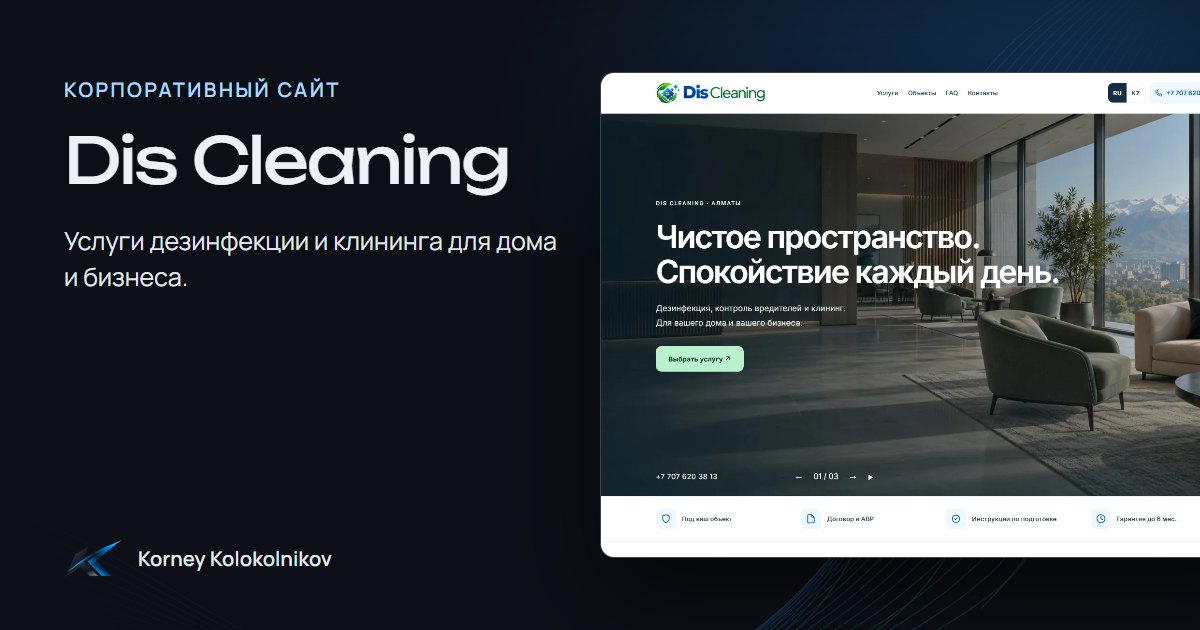 КОРПОРАТИВНЫЙ САЙТ
Dis Cleaning
Услуги дезинфекции и клининга для дома
и бизнеса.
Korney Kolokolnikov
Dis Cleaning
Услуги Объекты FAQ Контакты
RU KZ +7 707 620
DIS CLEANING · АЛМАТЫ
Чистое пространство.
Спокойствие каждый день.
Дезинфекция, контроль вредителей и клининг.
Для вашего дома и вашего бизнеса.
Выбрать услугу ↗
+7 707 620 38 13
← 01 / 03 →
Под ваш объект
Договор и АВР
Инструкции по подготовке
Гарантия до 6 мес.